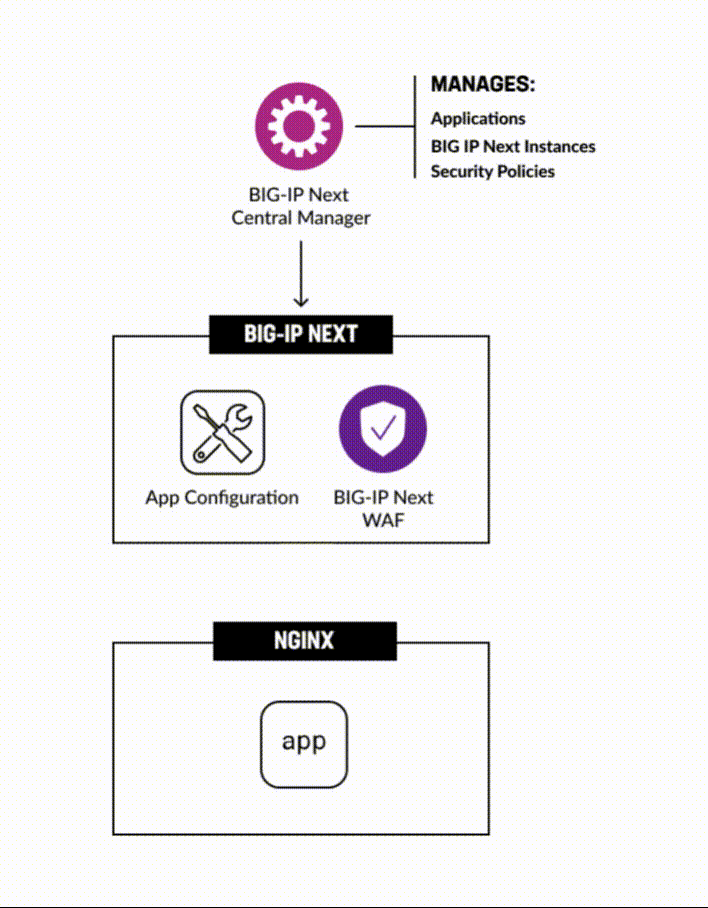 MANAGES:
Applications
BIG IP Next Instances
Security Policies
BIG-IP Next
Central Manager
BIG-IP NEXT
App Configuration
BIG-IP Next
WAF
NGINX
app